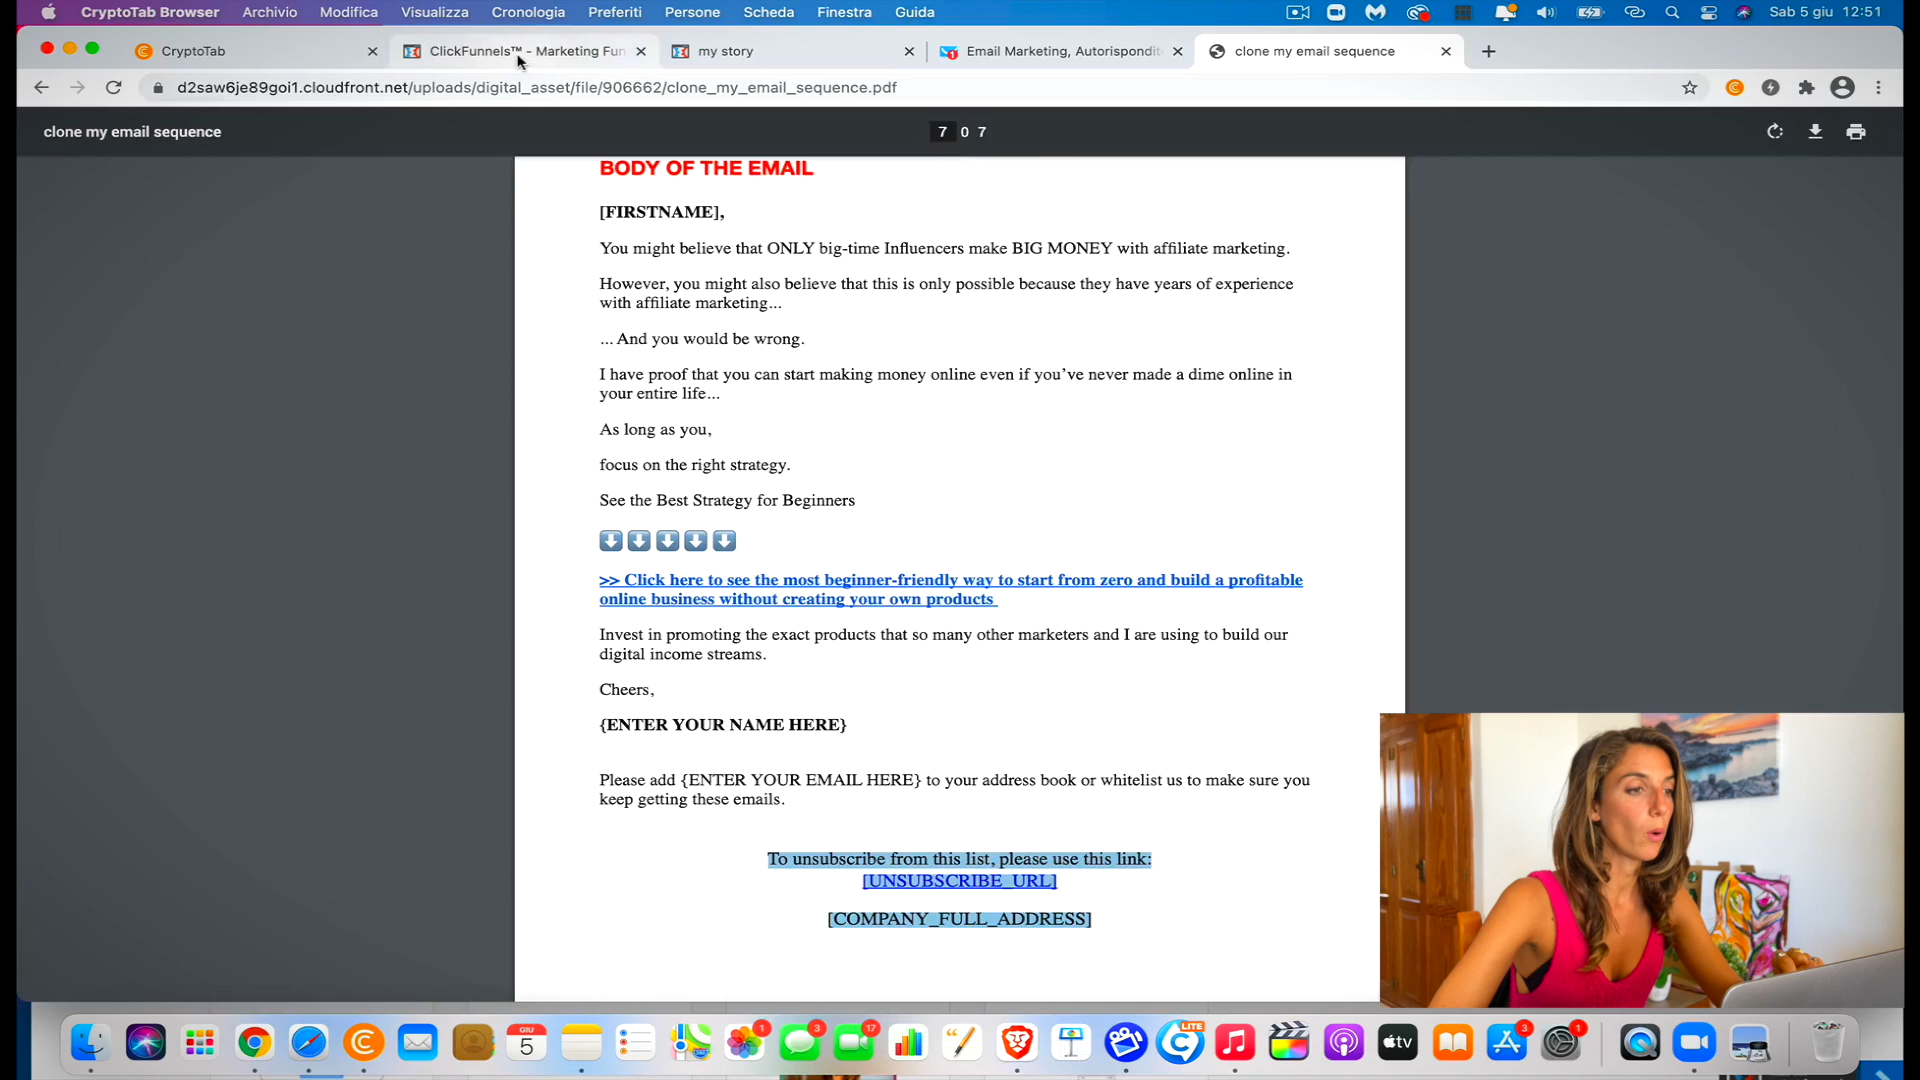 CryptoTab Browser Archivio Modifica Visualizza Cronologia Preferiti Persone Scheda Finestra Guida Sab 5 giu 12:51
CryptoTab ClickFunnels™ - Marketing Fun my story Email Marketing, Autorispondit clone my email sequence
d2saw6je89goi1.cloudfront.net/uploads/digital_asset/file/906662/clone_my_email_sequence.pdf
clone my email sequence 7 0 7
BODY OF THE EMAIL
[FIRSTNAME],
You might believe that ONLY big-time Influencers make BIG MONEY with affiliate marketing.
However, you might also believe that this is only possible because they have years of experience
with affiliate marketing…
… And you would be wrong.
I have proof that you can start making money online even if you’ve never made a dime online in
your entire life…
As long as you,
focus on the right strategy.
See the Best Strategy for Beginners
>> Click here to see the most beginner-friendly way to start from zero and build a profitable
online business without creating your own products
Invest in promoting the exact products that so many other marketers and I are using to build our
digital income streams.
Cheers,
{ENTER YOUR NAME HERE}
Please add {ENTER YOUR EMAIL HERE} to your address book or whitelist us to make sure you
keep getting these emails.
To unsubscribe from this list, please use this link:
[UNSUBSCRIBE_URL]
[COMPANY_FULL_ADDRESS]
GIU
5
1
3
17
LITE
tv
3
1